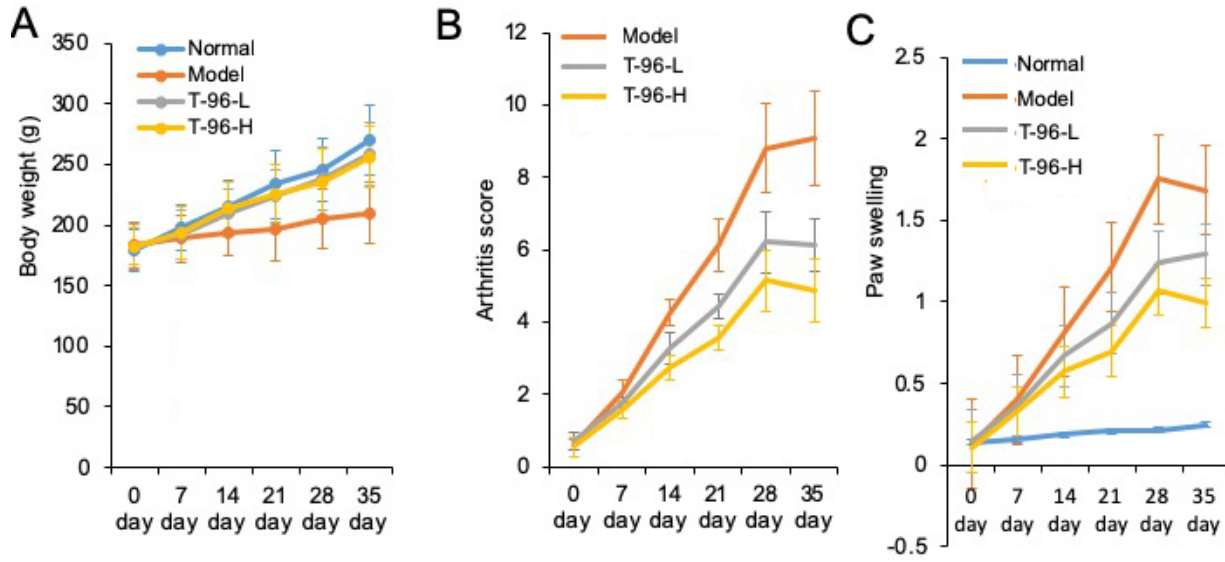 A
350
300
250
200
150
100
50
0
Body weight (g)
Normal
Model
T-96-L
T-96-H
0 7 14 21 28 35
day day day day day day
B
12
10
8
6
4
2
0
Arthritis score
Model
T-96-L
T-96-H
0 7 14 21 28 35
day day day day day day
C
2.5
2
1.5
1
0.5
0
-0.5
Paw swelling
Normal
Model
T-96-L
T-96-H
0 7 14 21 28 35
day day day day day day